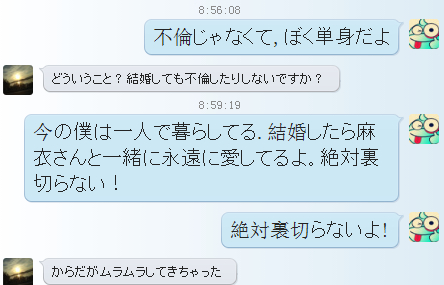 8:56:08
不倫じゃなくて, ぼく単身だよ
どういうこと？結婚しても不倫したりしないですか？
8:59:19
今の僕は一人で暮らしてる. 結婚したら麻
衣さんと一緒に永遠に愛してるよ。絶対裏
切らない！
絶対裏切らないよ!
からだがムラムラしてきちゃった